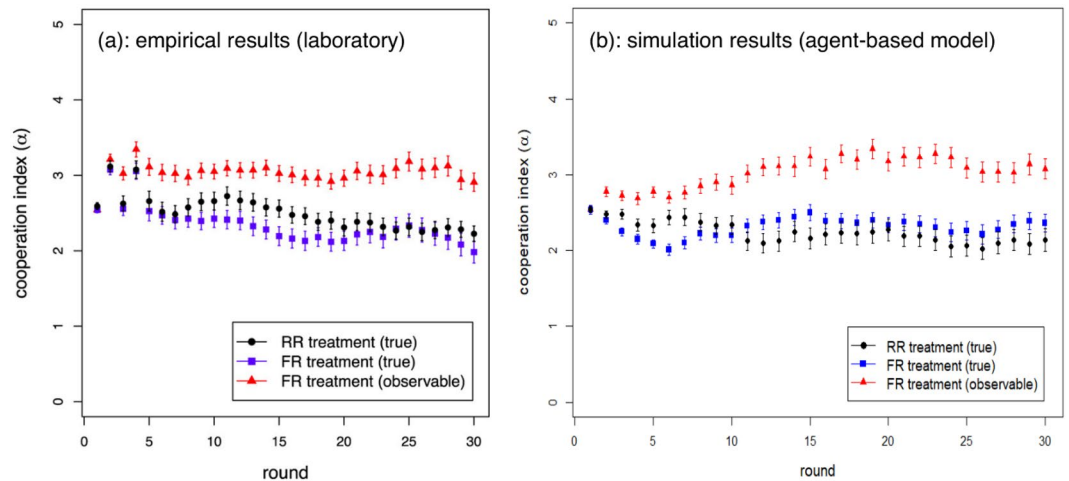 (a): empirical results (laboratory)
cooperation index (α)
5
4
3
2
1
0
RR treatment (true)
FR treatment (true)
FR treatment (observable)
0 5 10 15 20 25 30
round
(b): simulation results (agent-based model)
cooperation index (α)
5
4
3
2
1
0
RR treatment (true)
FR treatment (true)
FR treatment (observable)
0 5 10 15 20 25 30
round